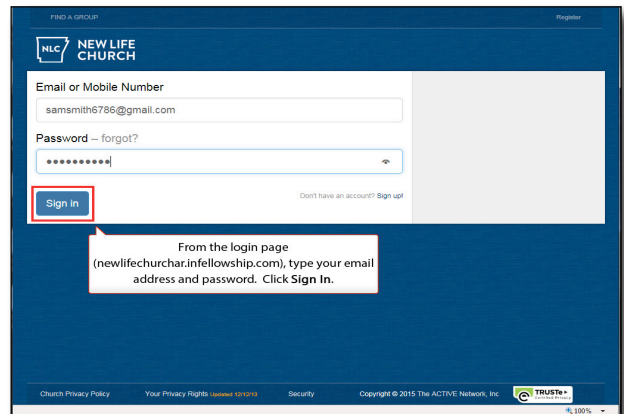 FIND A GROUP Register
NLC NEW LIFE
CHURCH
Email or Mobile Number
samsmith6786@gmail.com
Password – forgot?
Don't have an account? Sign up!
Sign in
From the login page
(newlifechurchar.infellowship.com), type your email
address and password. Click Sign In.
Church Privacy Policy Your Privacy Rights Updated 12/12/13 Security Copyright © 2015 The ACTIVE Network, Inc TRUSTe
Certified Privacy
100%